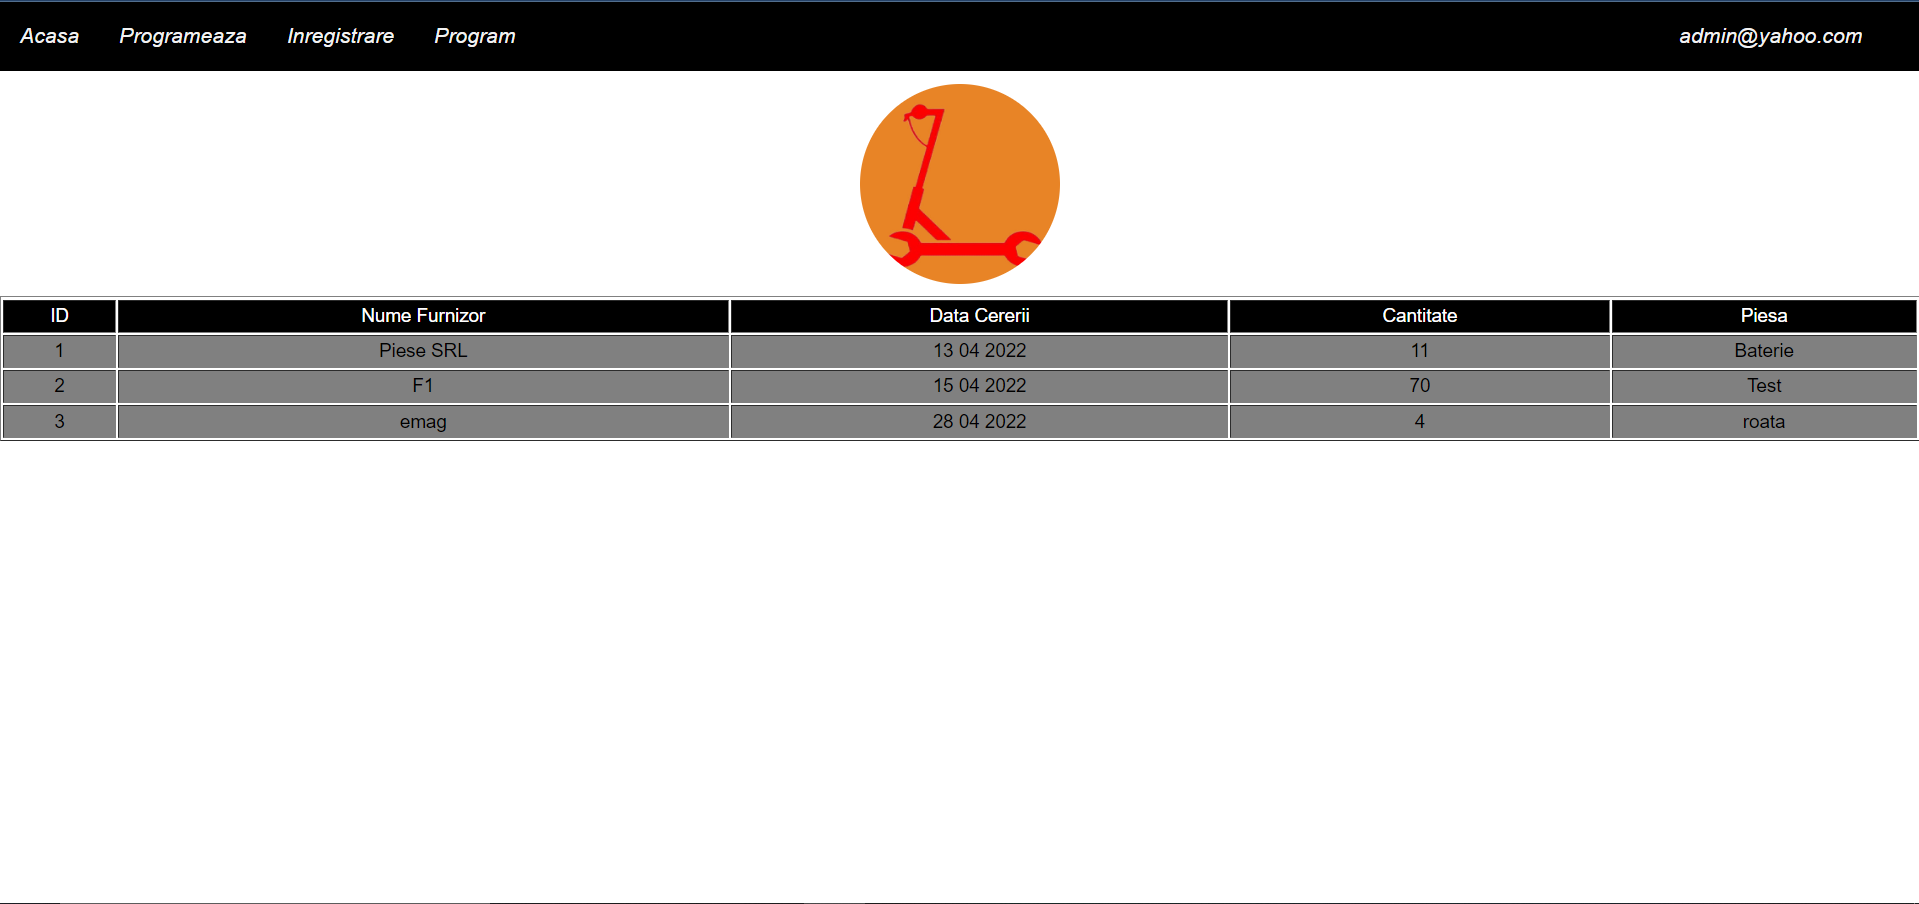 Acasa Programeaza Inregistrare Program admin@yahoo.com
ID Nume Furnizor Data Cererii Cantitate Piesa
1 Piese SRL 13 04 2022 11 Baterie
2 F1 15 04 2022 70 Test
3 emag 28 04 2022 4 roata